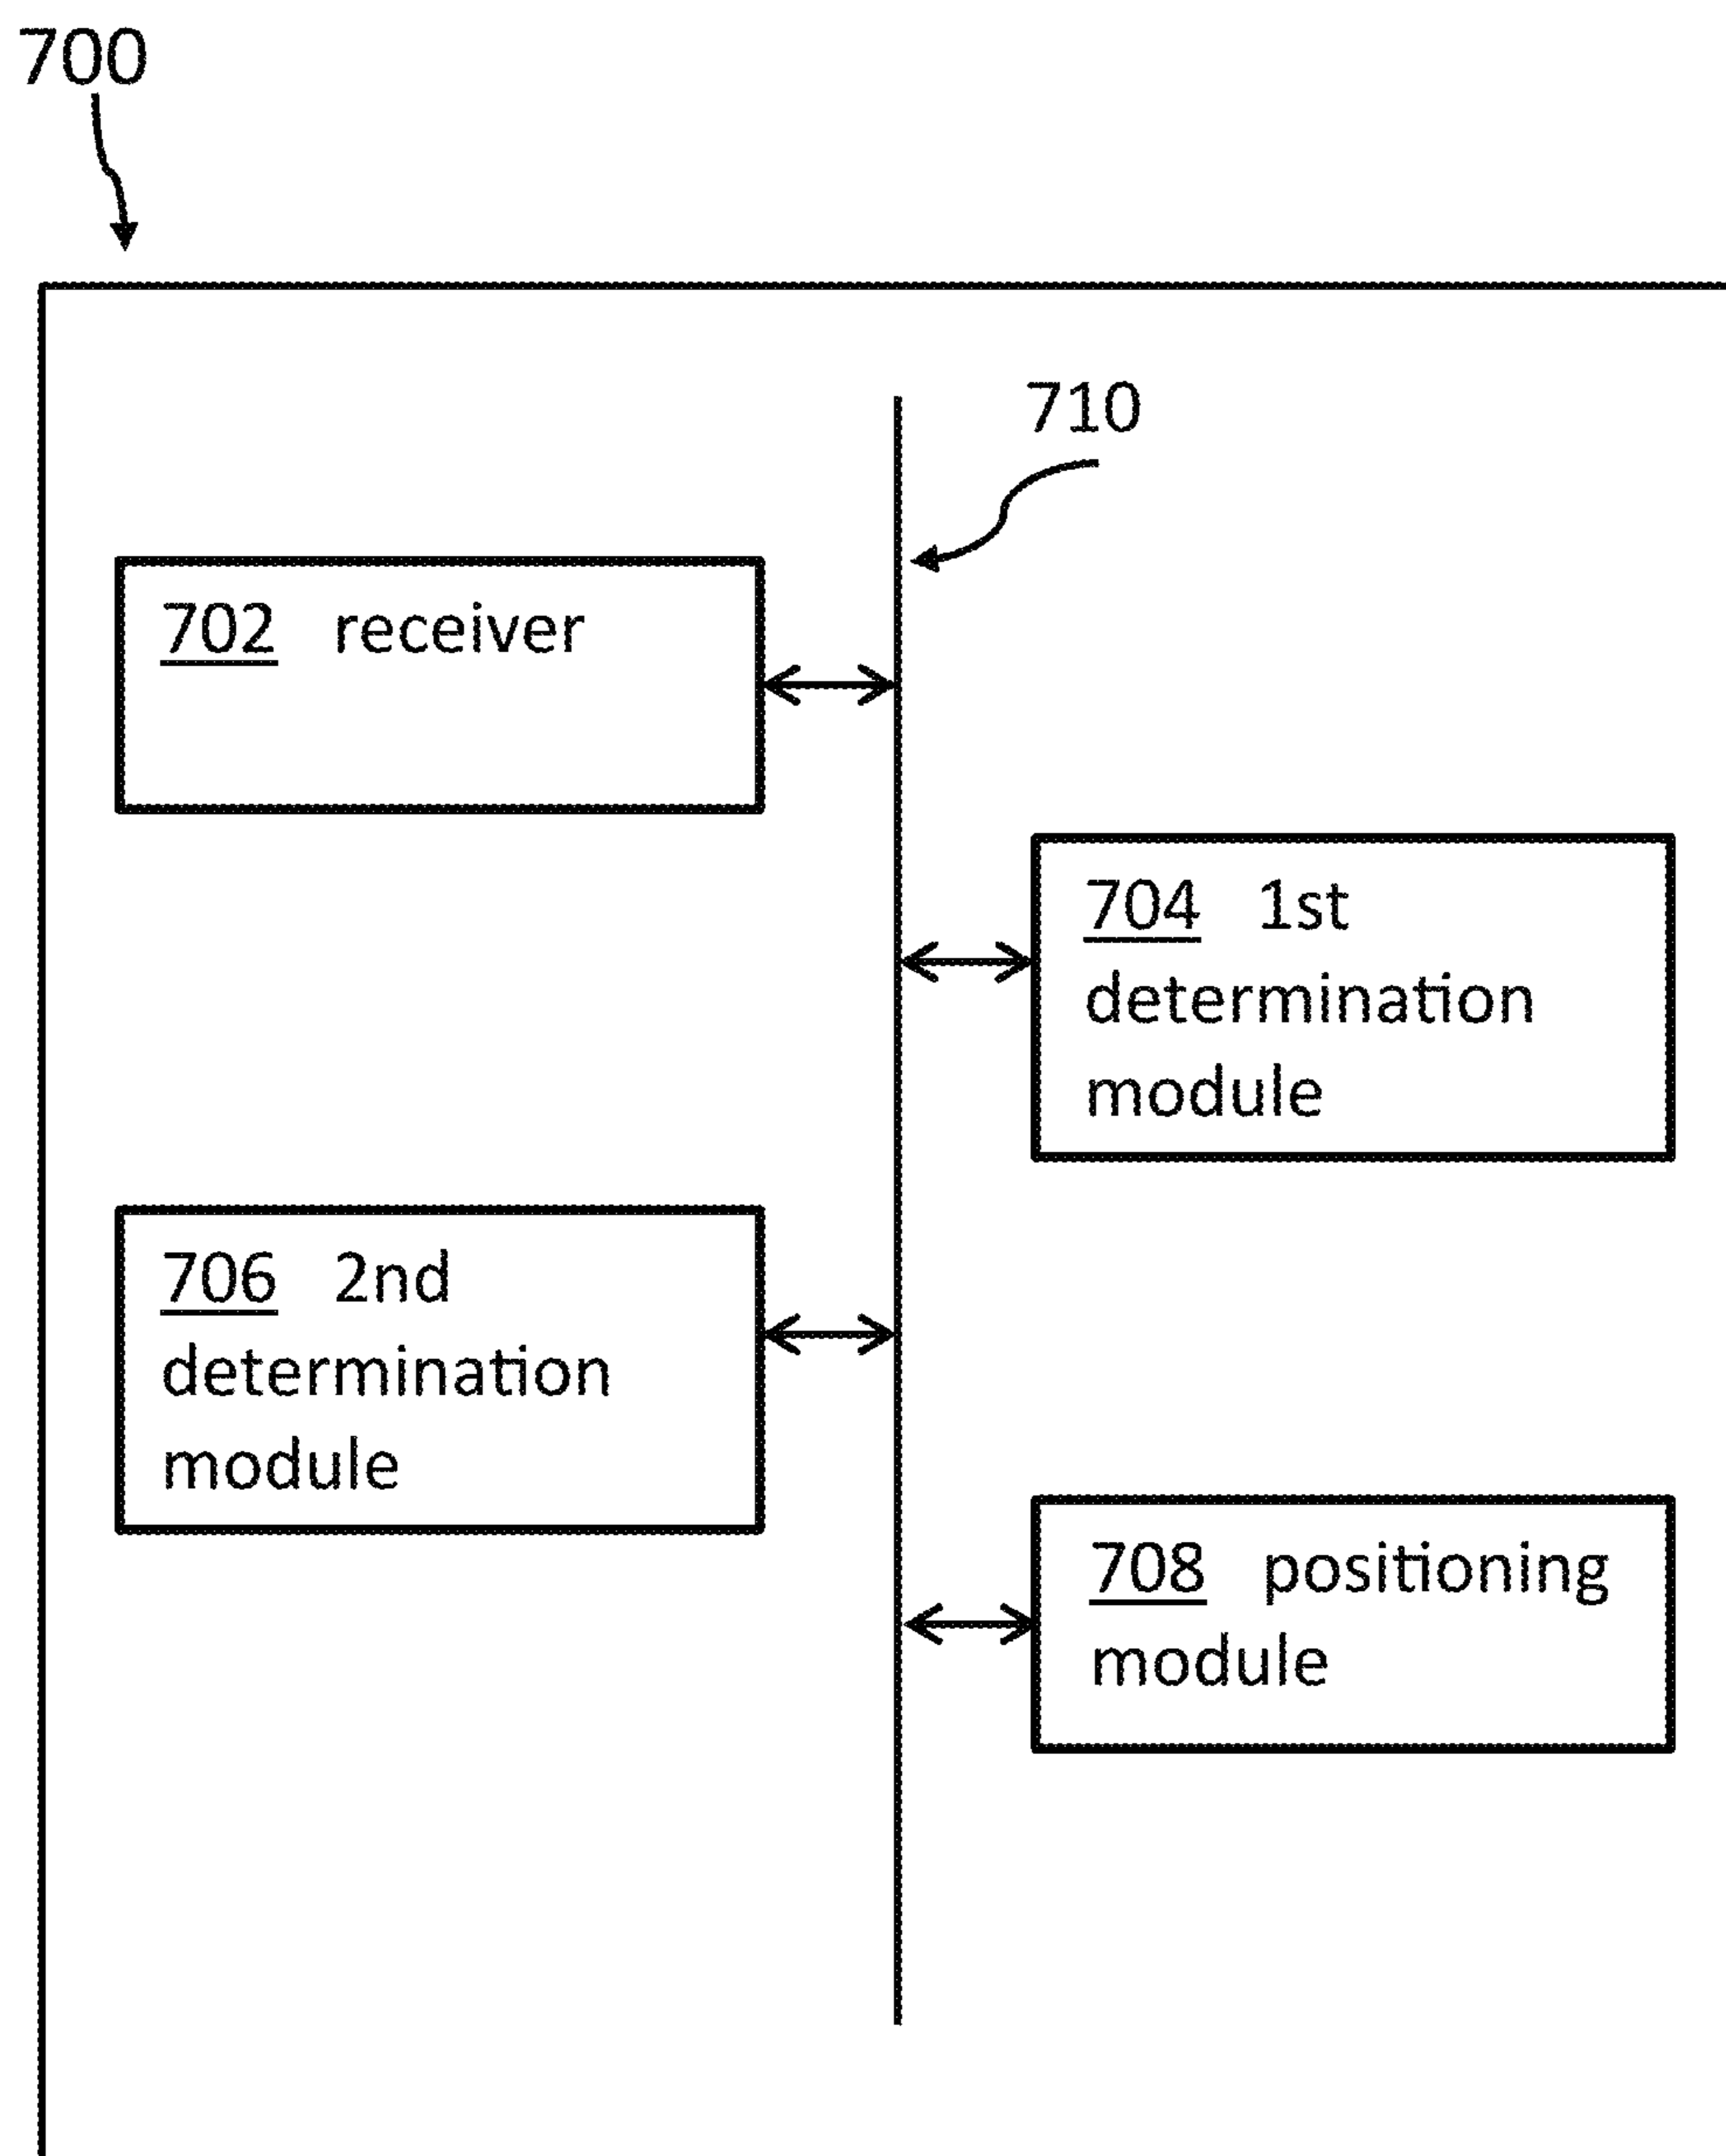 700
710
702 receiver
704 1st
determination
module
706 2nd
determination
module
708 positioning
module